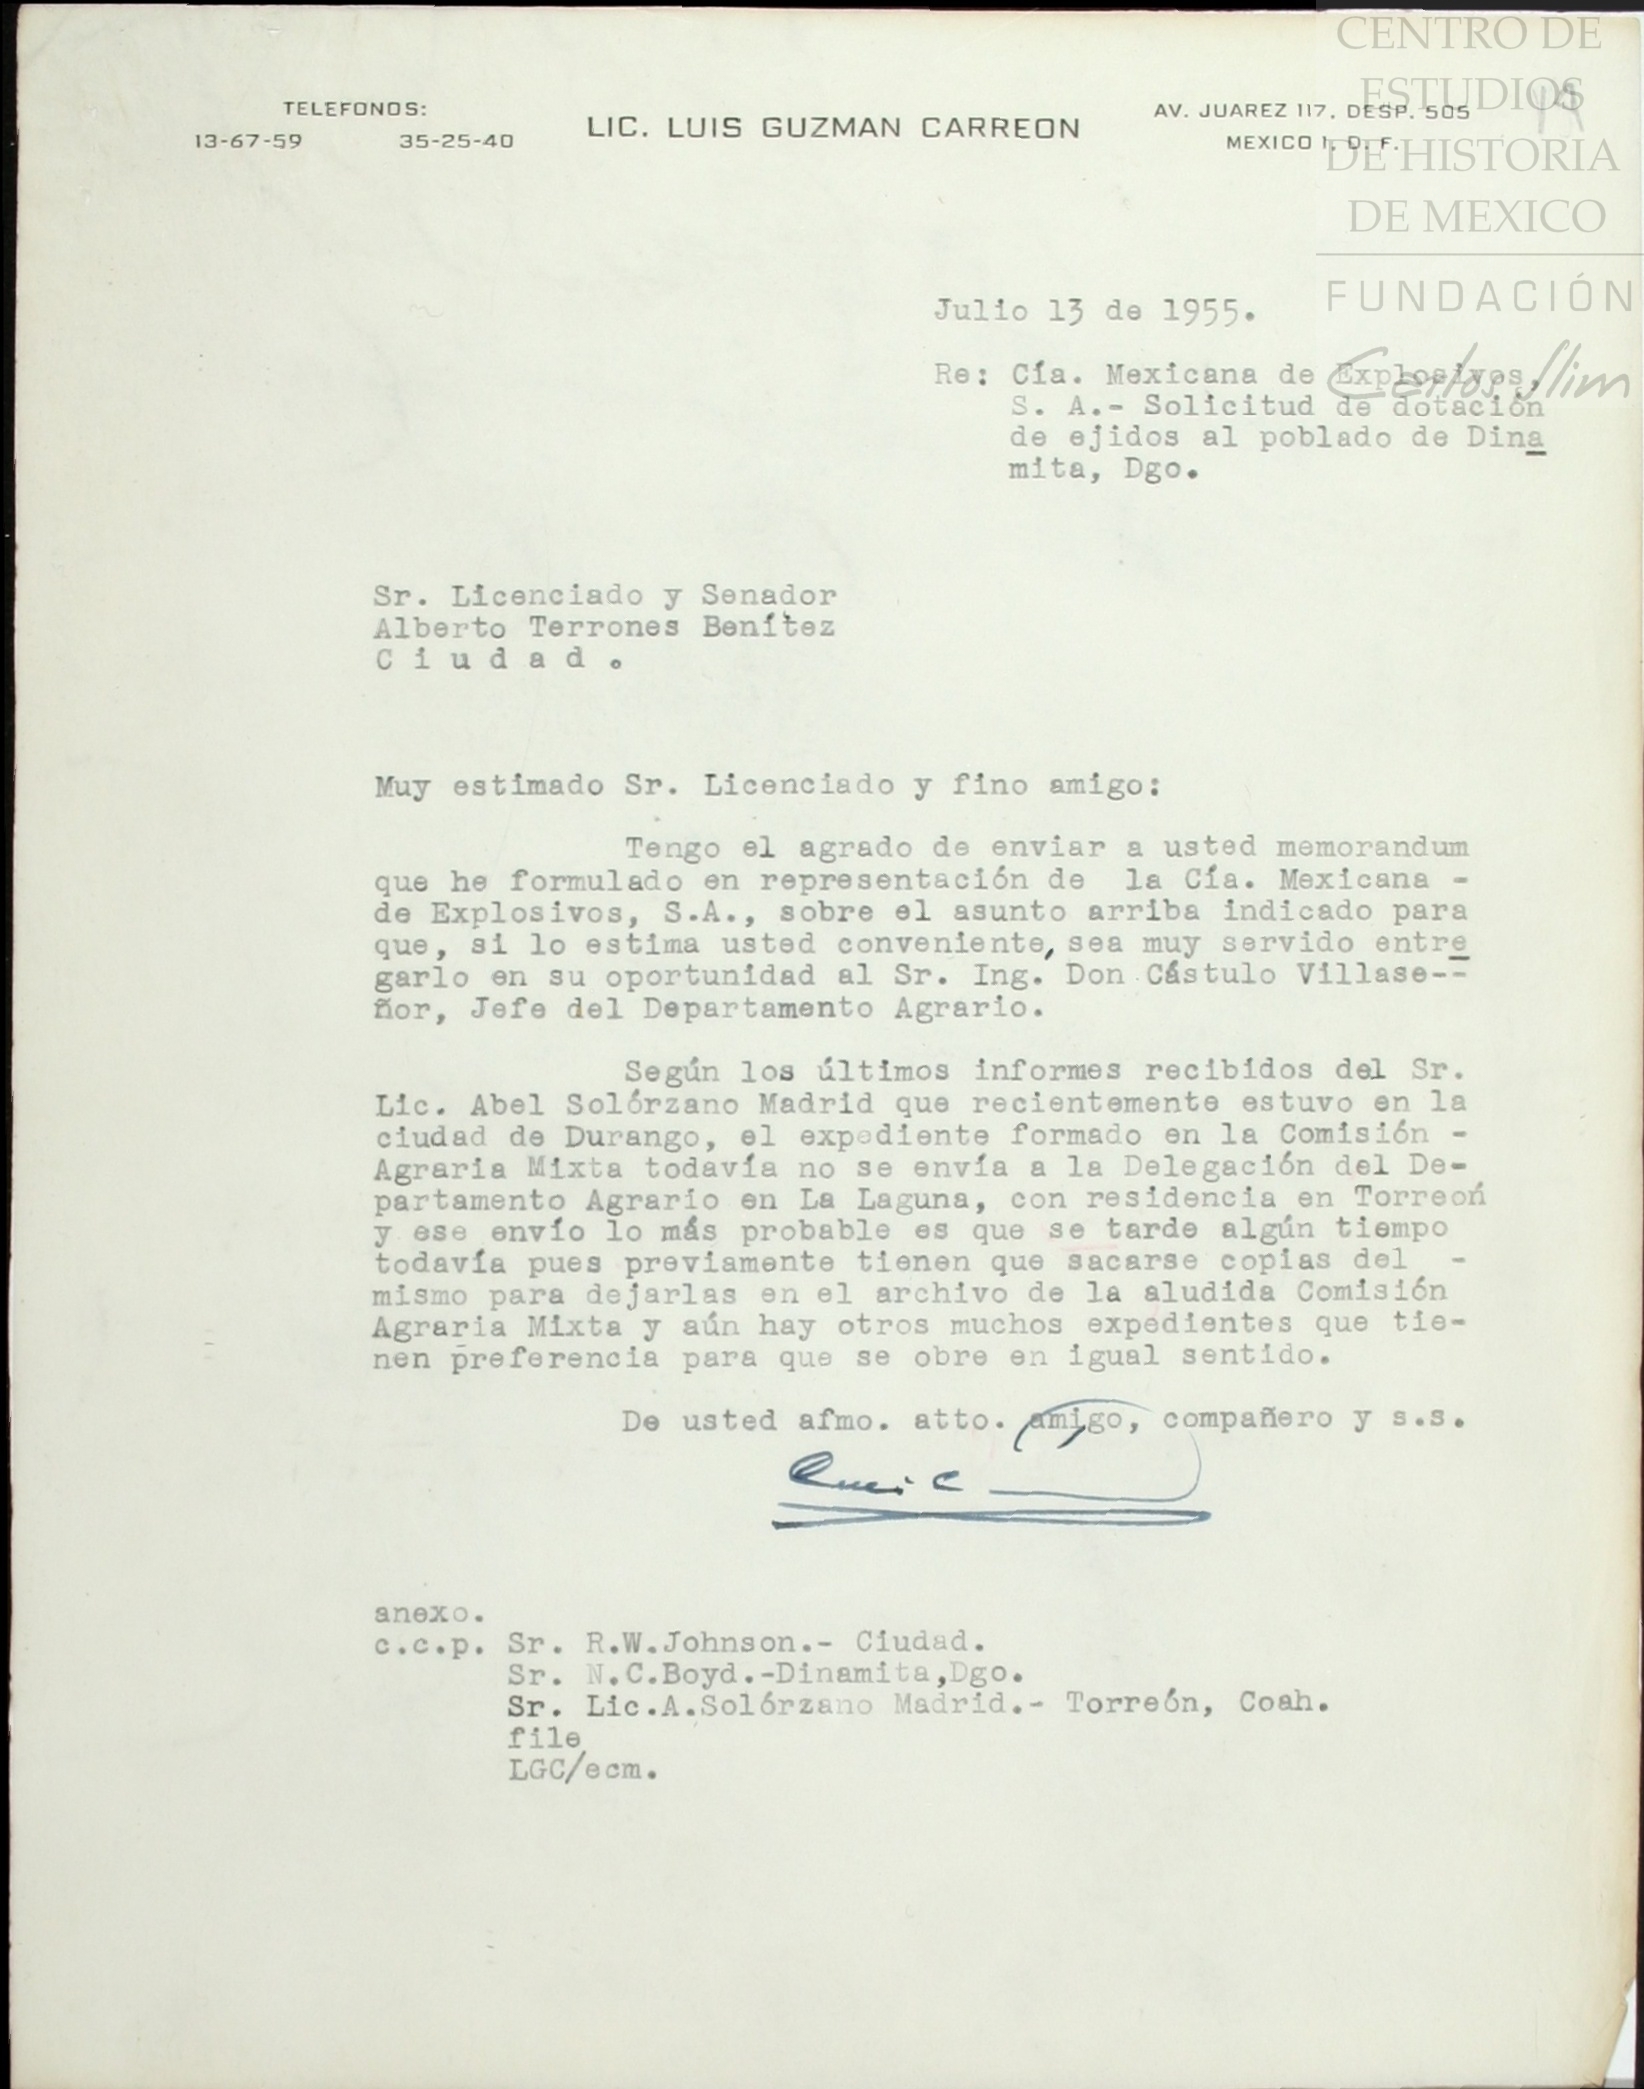 CENTRO DE
ESTUDIOS
DE HISTORIA
DE MEXICO
FUNDACIÓN
Carlos Slim
19
TELEFONOS:
13-67-59 35-25-40
LIC. LUIS GUZMAN CARREON
AV. JUAREZ 117, DESP. 505
MEXICO 1, D. F.
Julio 13 de 1955.
Re: Cía. Mexicana de Explosivos,
S. A.- Solicitud de dotación
de ejidos al poblado de Dina
mita, Dgo.
Sr. Licenciado y Senador
Alberto Terrones Benítez
C i u d a d .
Muy estimado Sr. Licenciado y fino amigo:
Tengo el agrado de enviar a usted memorandum
que he formulado en representación de la Cía. Mexicana -
de Explosivos, S.A., sobre el asunto arriba indicado para
que, si lo estima usted conveniente, sea muy servido entre
garlo en su oportunidad al Sr. Ing. Don Cástulo Villase--
ñor, Jefe del Departamento Agrario.
Según los últimos informes recibidos del Sr.
Lic. Abel Solórzano Madrid que recientemente estuvo en la
ciudad de Durango, el expediente formado en la Comisión -
Agraria Mixta todavía no se envía a la Delegación del De-
partamento Agrario en La Laguna, con residencia en Torreón
y ese envío lo más probable es que se tarde algún tiempo
todavía pues previamente tienen que sacarse copias del -
mismo para dejarlas en el archivo de la aludida Comisión
Agraria Mixta y aún hay otros muchos expedientes que tie-
nen preferencia para que se obre en igual sentido.
De usted afmo. atto. amigo, compañero y s.s.
anexo.
c.c.p. Sr. R.W.Johnson.- Ciudad.
Sr. N.C.Boyd.-Dinamita,Dgo.
Sr. Lic.A.Solórzano Madrid.- Torreón, Coah.
file
LGC/ecm.